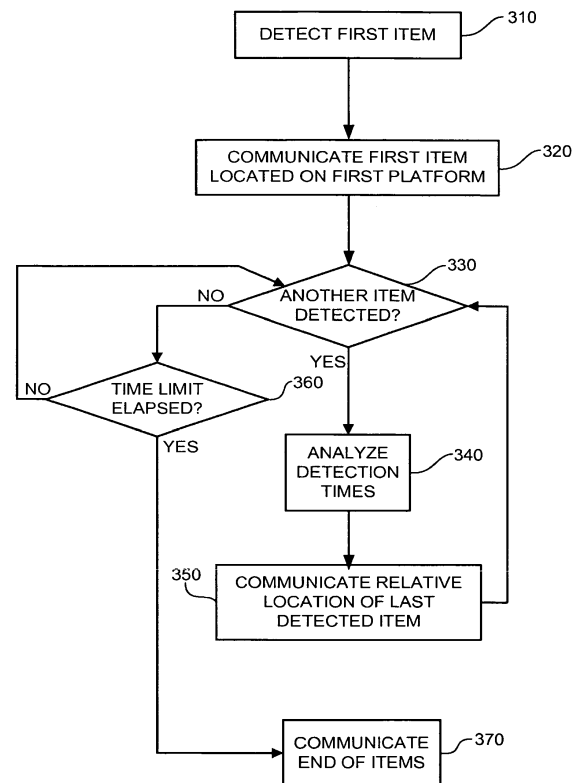 DETECT FIRST ITEM
310
COMMUNICATE FIRST ITEM
LOCATED ON FIRST PLATFORM
320
330
ANOTHER ITEM
DETECTED?
NO
YES
NO
TIME LIMIT
ELAPSED?
360
YES
ANALYZE
DETECTION
TIMES
340
350
COMMUNICATE RELATIVE
LOCATION OF LAST
DETECTED ITEM
COMMUNICATE
END OF ITEMS
370